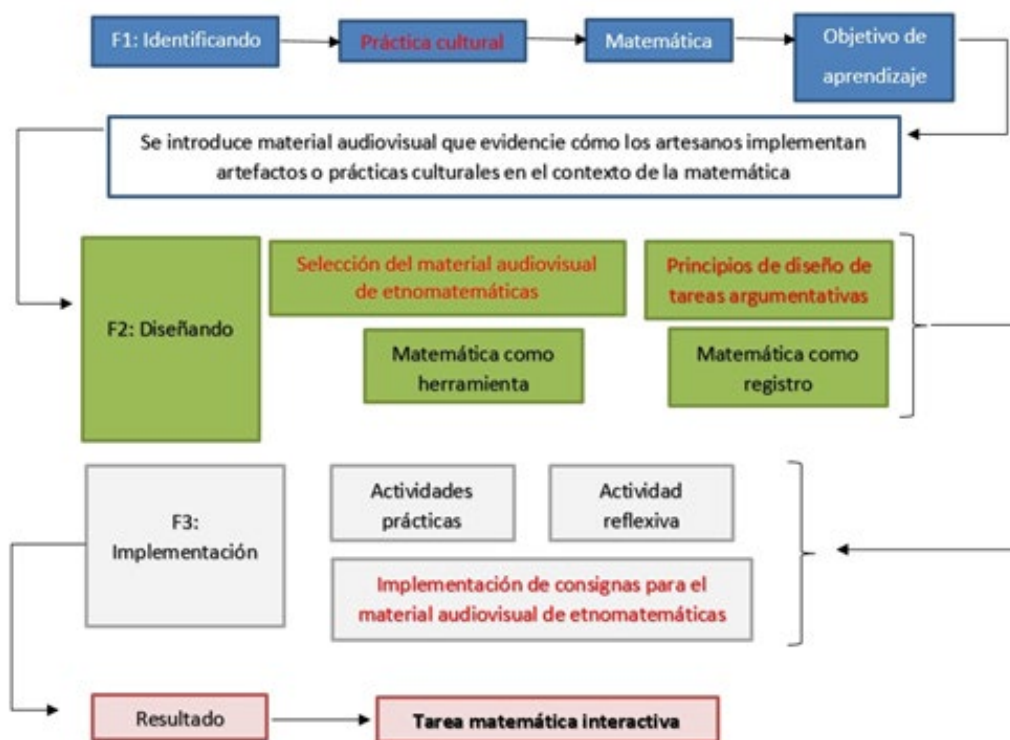 F1: Identificando
Práctica cultural
Matemática
Objetivo de
aprendizaje
Se introduce material audiovisual que evidencie cómo los artesanos implementan
artefactos o prácticas culturales en el contexto de la matemática
F2: Diseñando
Selección del material audiovisual
de etnomatemáticas
Principios de diseño de
tareas argumentativas
Matemática como
herramienta
Matemática como
registro
F3:
Implementación
Actividades
prácticas
Actividad
reflexiva
Implementación de consignas para el
material audiovisual de etnomatemáticas
Resultado
Tarea matemática interactiva